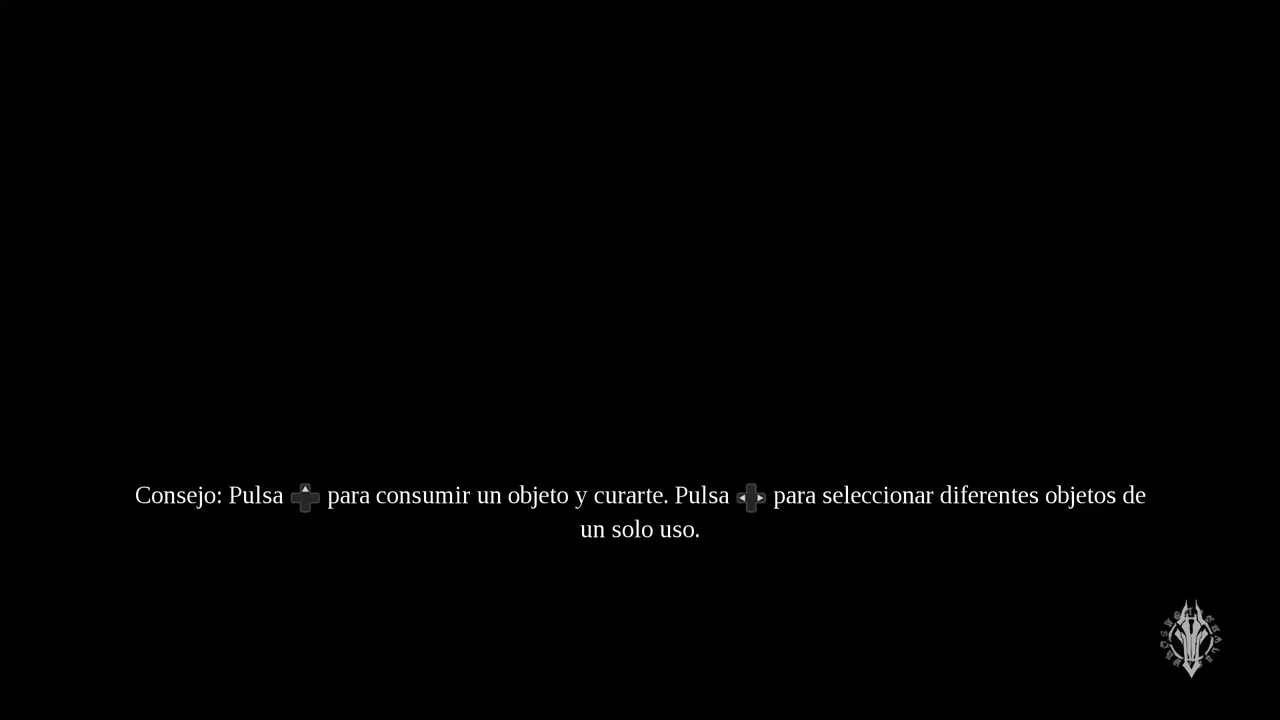 Consejo: Pulsa para consumir un objeto y curarte. Pulsa para seleccionar diferentes objetos de
un solo uso.